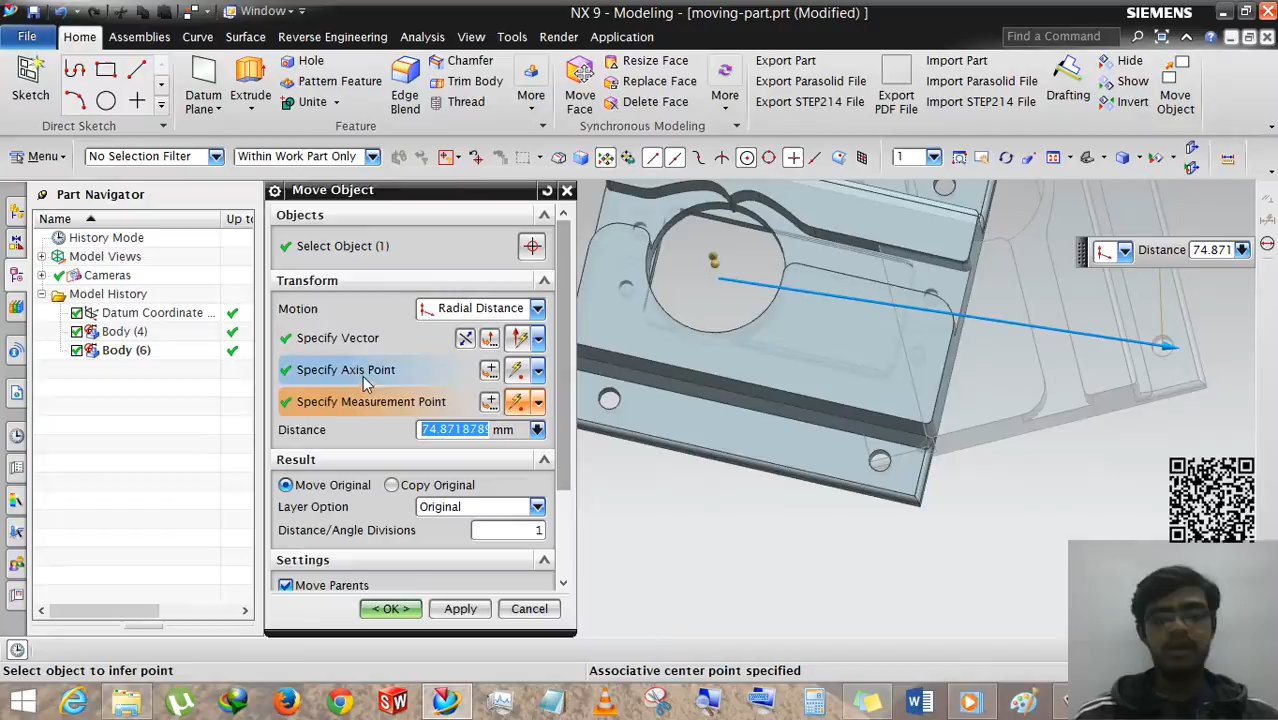 Window
NX 9 - Modeling - [moving-part.prt (Modified) ]
SIEMENS
File
Home
Assemblies
Curve
Surface
Reverse Engineering
Analysis
View
Tools
Render
Application
Find a Command
Sketch
Direct Sketch
Datum Plane
Extrude
Hole
Pattern Feature
Unite
Edge Blend
Chamfer
Trim Body
Thread
More
Feature
Move Face
Resize Face
Replace Face
Delete Face
More
Synchronous Modeling
Export Part
Export Parasolid File
Export STEP214 File
Export PDF File
Import Part
Import Parasolid File
Import STEP214 File
Drafting
Hide
Show
Invert
Move Object
Menu
No Selection Filter
Within Work Part Only
1
Part Navigator
Name
Up to
History Mode
Model Views
Cameras
Model History
Datum Coordinate ...
Body (4)
Body (6)
Move Object
Objects
Select Object (1)
Transform
Motion
Radial Distance
Specify Vector
Specify Axis Point
Specify Measurement Point
Distance
mm
Result
Move Original
Copy Original
Layer Option
Original
Distance/Angle Divisions
1
Settings
Move Parents
< OK >
Apply
Cancel
Distance
74.871
Select object to infer point
Associative center point specified